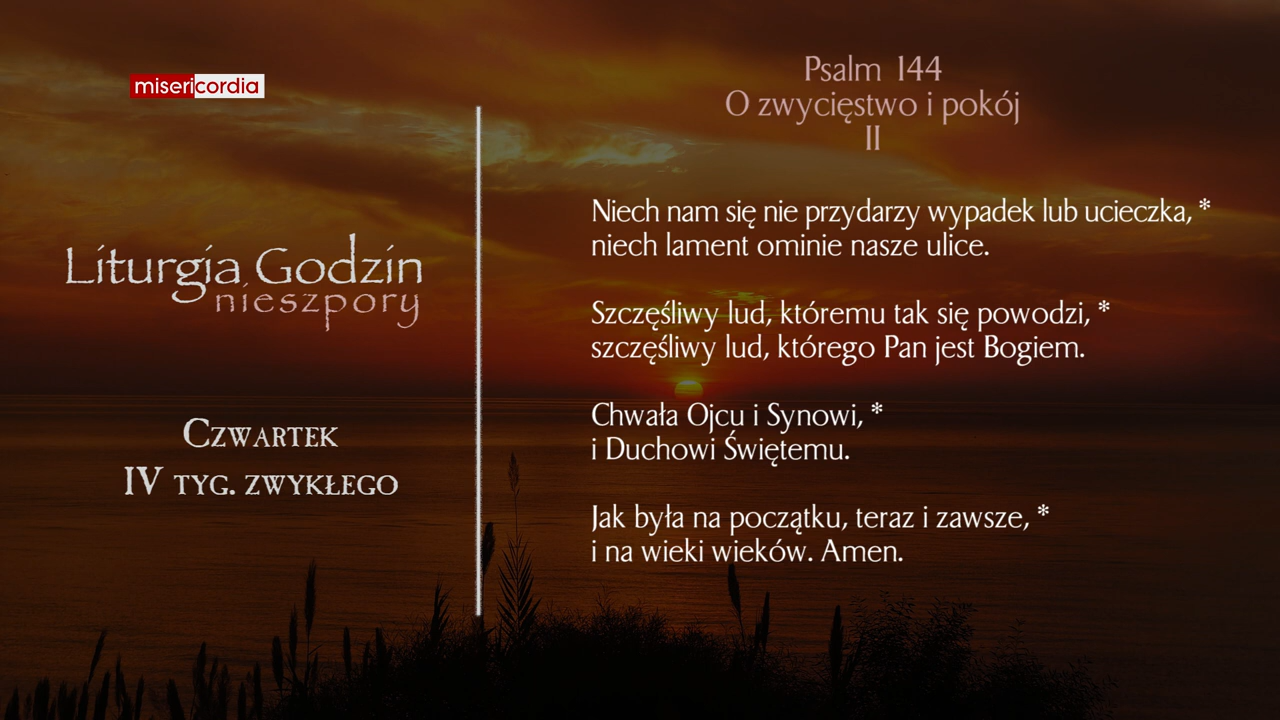 misericordia
Liturgia Godzin
nieszpory
Czwartek
IV tyg. zwykłego
Psalm 144
O zwycięstwo i pokój
II
Niech nam się nie przydarzy wypadek lub ucieczka, *
niech lament ominie nasze ulice.
Szczęśliwy lud, któremu tak się powodzi, *
szczęśliwy lud, którego Pan jest Bogiem.
Chwała Ojcu i Synowi, *
i Duchowi Świętemu.
Jak była na początku, teraz i zawsze, *
i na wieki wieków. Amen.